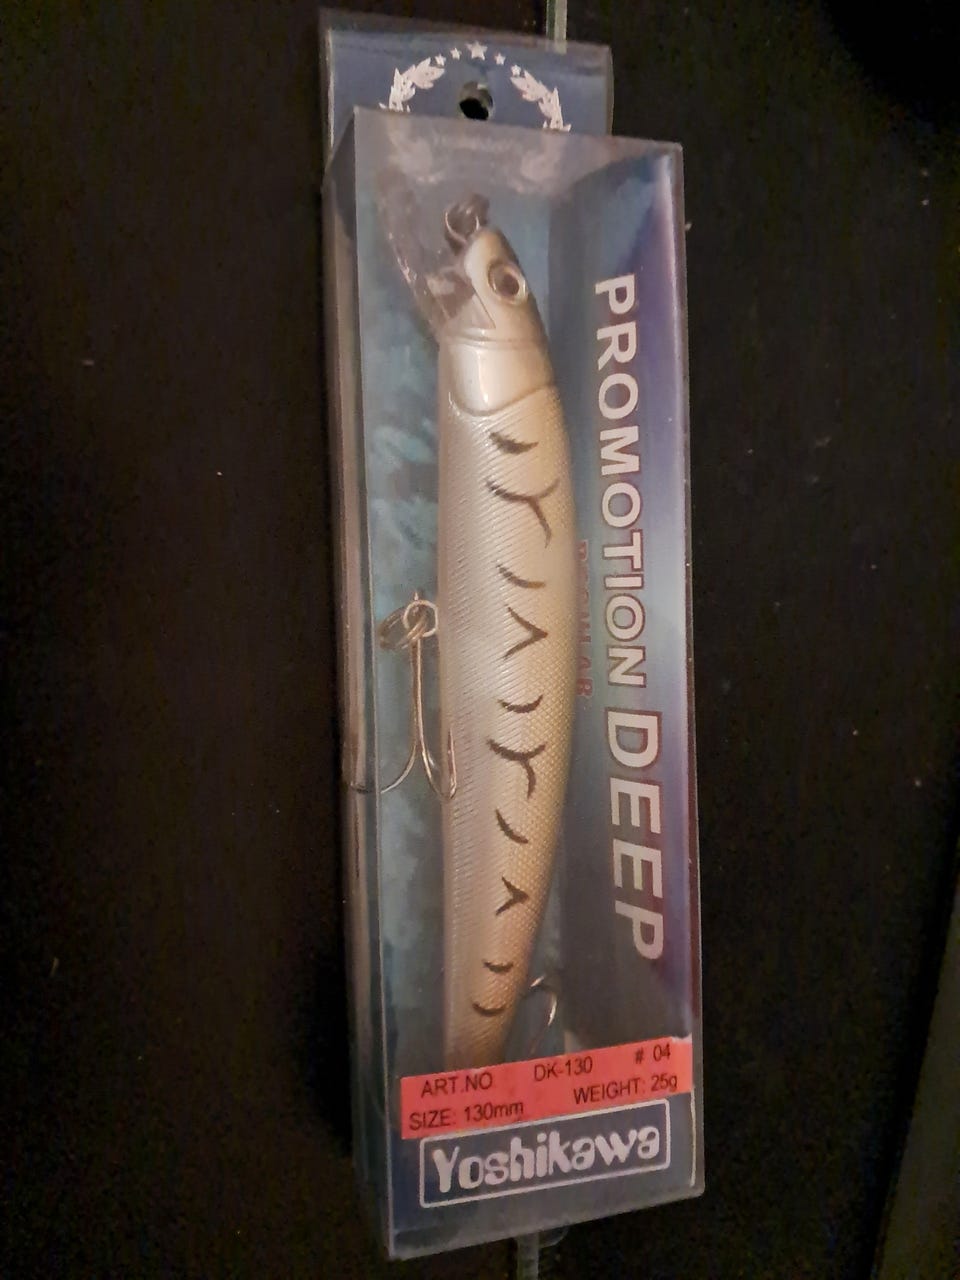 PROMOTION DEEP
ART.NO DK-130 # 04
SIZE: 130mm WEIGHT: 25g
Yoshikawa